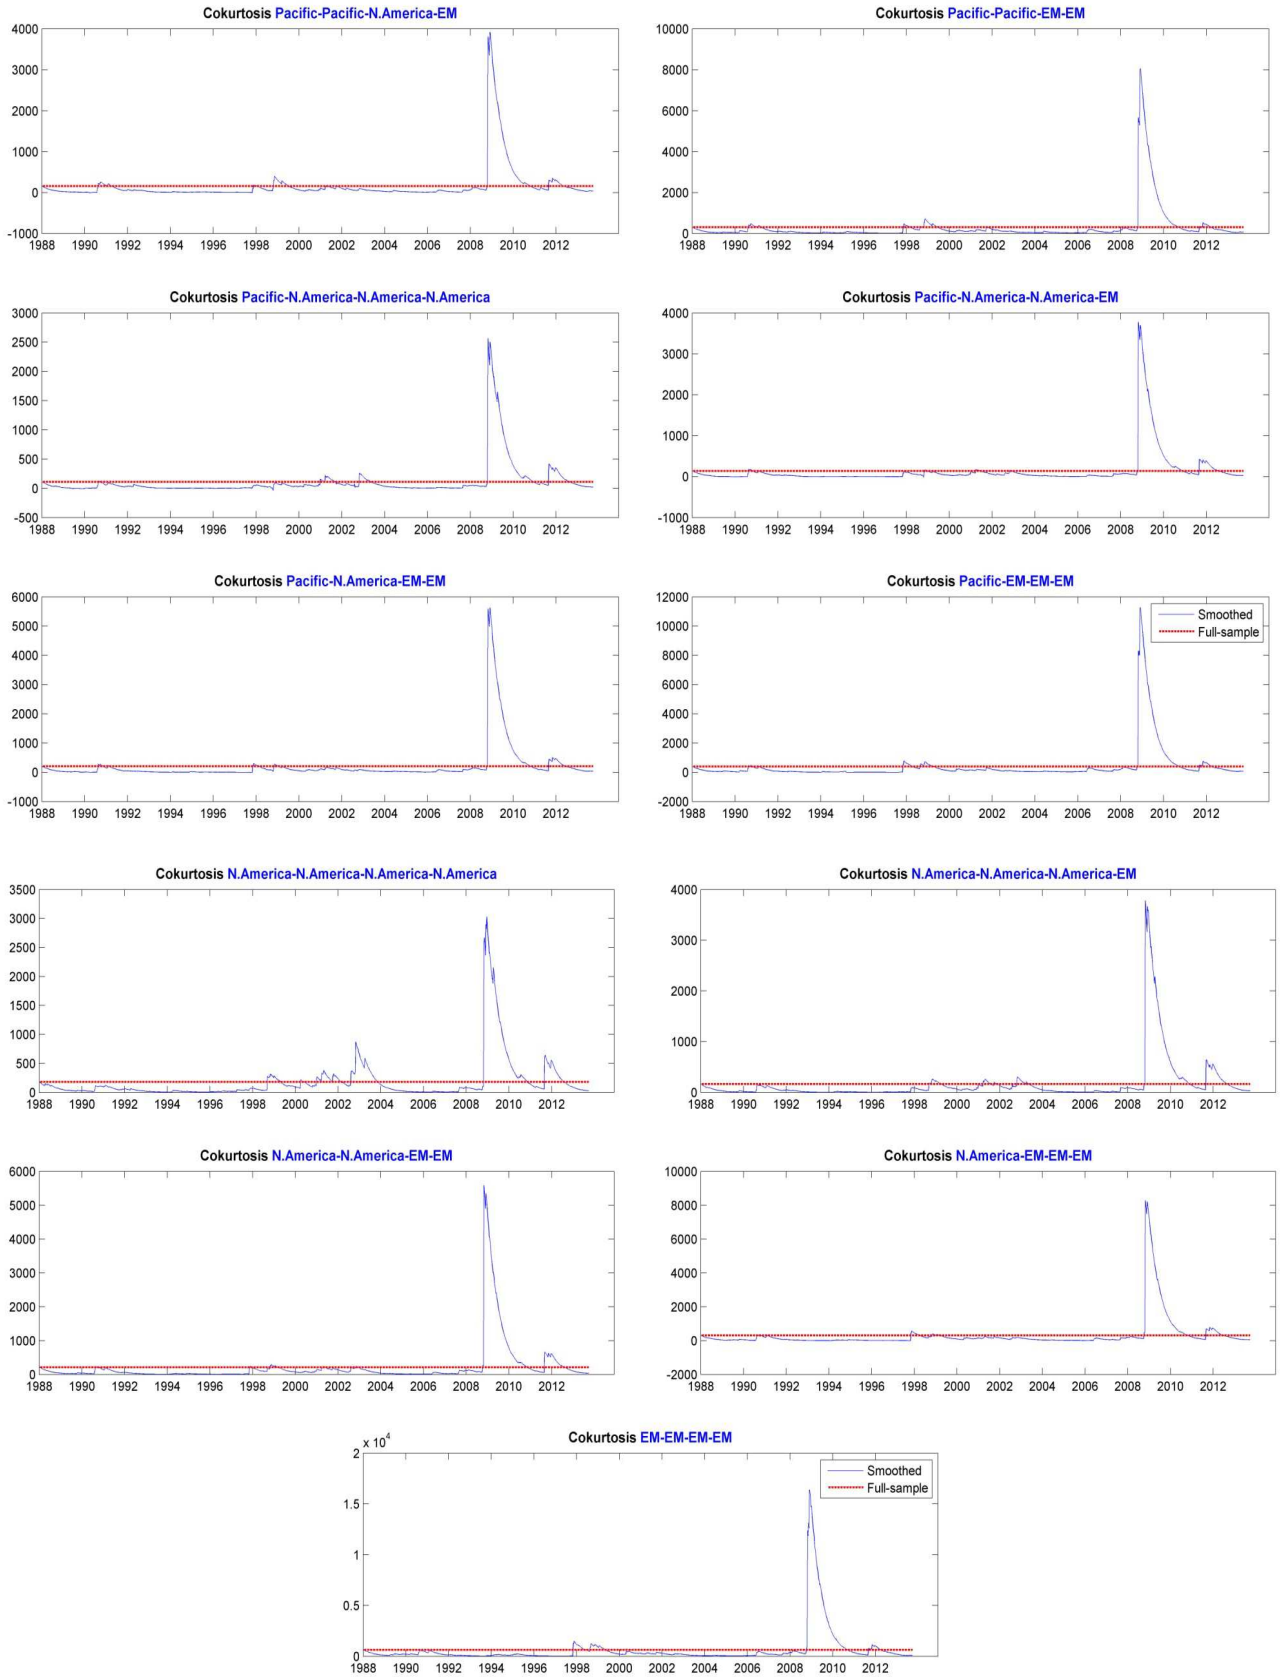 Cokurtosis Pacific-Pacific-N.America-EM
4000
3000
2000
1000
0
-1000
1988 1990 1992 1994 1996 1998 2000 2002 2004 2006 2008 2010 2012
Cokurtosis Pacific-Pacific-EM-EM
10000
8000
6000
4000
2000
0
1988 1990 1992 1994 1996 1998 2000 2002 2004 2006 2008 2010 2012
Cokurtosis Pacific-N.America-N.America-N.America
3000
2500
2000
1500
1000
500
0
-500
1988 1990 1992 1994 1996 1998 2000 2002 2004 2006 2008 2010 2012
Cokurtosis Pacific-N.America-N.America-EM
4000
3000
2000
1000
0
-1000
1988 1990 1992 1994 1996 1998 2000 2002 2004 2006 2008 2010 2012
Cokurtosis Pacific-N.America-EM-EM
6000
5000
4000
3000
2000
1000
0
-1000
1988 1990 1992 1994 1996 1998 2000 2002 2004 2006 2008 2010 2012
Cokurtosis Pacific-EM-EM-EM
12000
10000
8000
6000
4000
2000
0
-2000
Smoothed
Full-sample
1988 1990 1992 1994 1996 1998 2000 2002 2004 2006 2008 2010 2012
Cokurtosis N.America-N.America-N.America-N.America
3500
3000
2500
2000
1500
1000
500
0
1988 1990 1992 1994 1996 1998 2000 2002 2004 2006 2008 2010 2012
Cokurtosis N.America-N.America-N.America-EM
4000
3000
2000
1000
0
1988 1990 1992 1994 1996 1998 2000 2002 2004 2006 2008 2010 2012
Cokurtosis N.America-N.America-EM-EM
6000
5000
4000
3000
2000
1000
0
1988 1990 1992 1994 1996 1998 2000 2002 2004 2006 2008 2010 2012
Cokurtosis N.America-EM-EM-EM
10000
8000
6000
4000
2000
0
-2000
1988 1990 1992 1994 1996 1998 2000 2002 2004 2006 2008 2010 2012
Cokurtosis EM-EM-EM-EM
x 10^4
2
1.5
1
0.5
0
Smoothed
Full-sample
1988 1990 1992 1994 1996 1998 2000 2002 2004 2006 2008 2010 2012